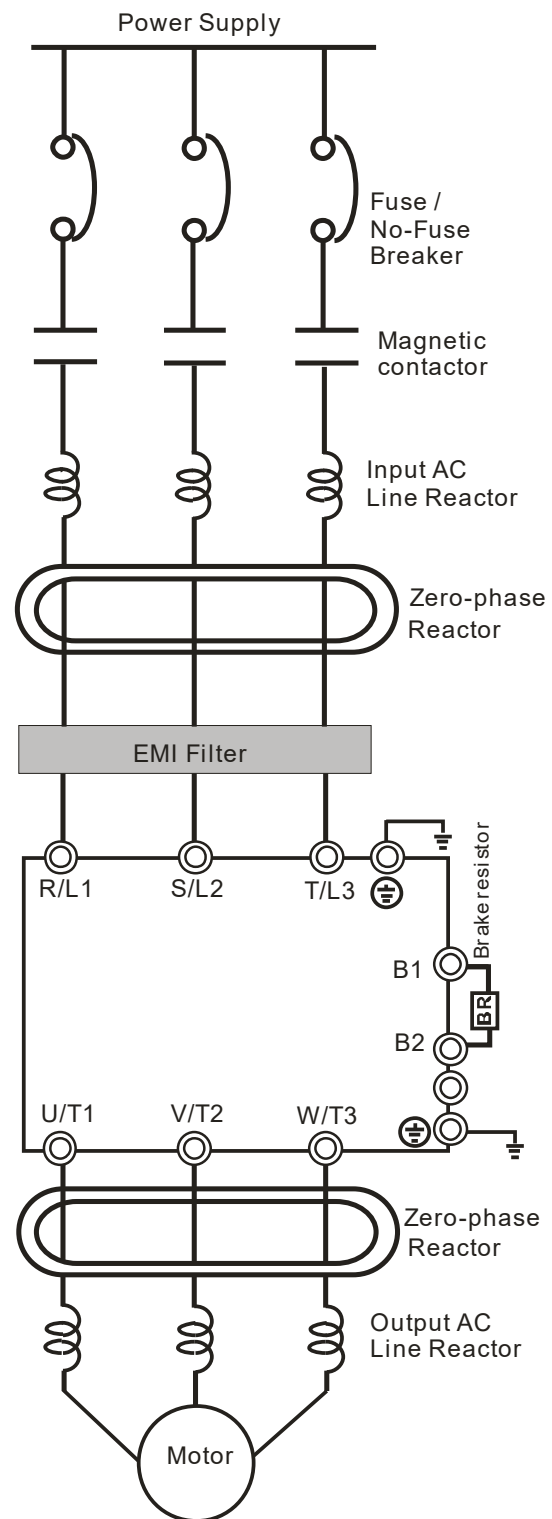 Power Supply
Fuse /
No-Fuse
Breaker
Magnetic
contactor
Input AC
Line Reactor
Zero-phase
Reactor
EMI Filter
R/L1
S/L2
T/L3
Brake resistor
B1
BR
B2
U/T1
V/T2
W/T3
Zero-phase
Reactor
Output AC
Line Reactor
Motor